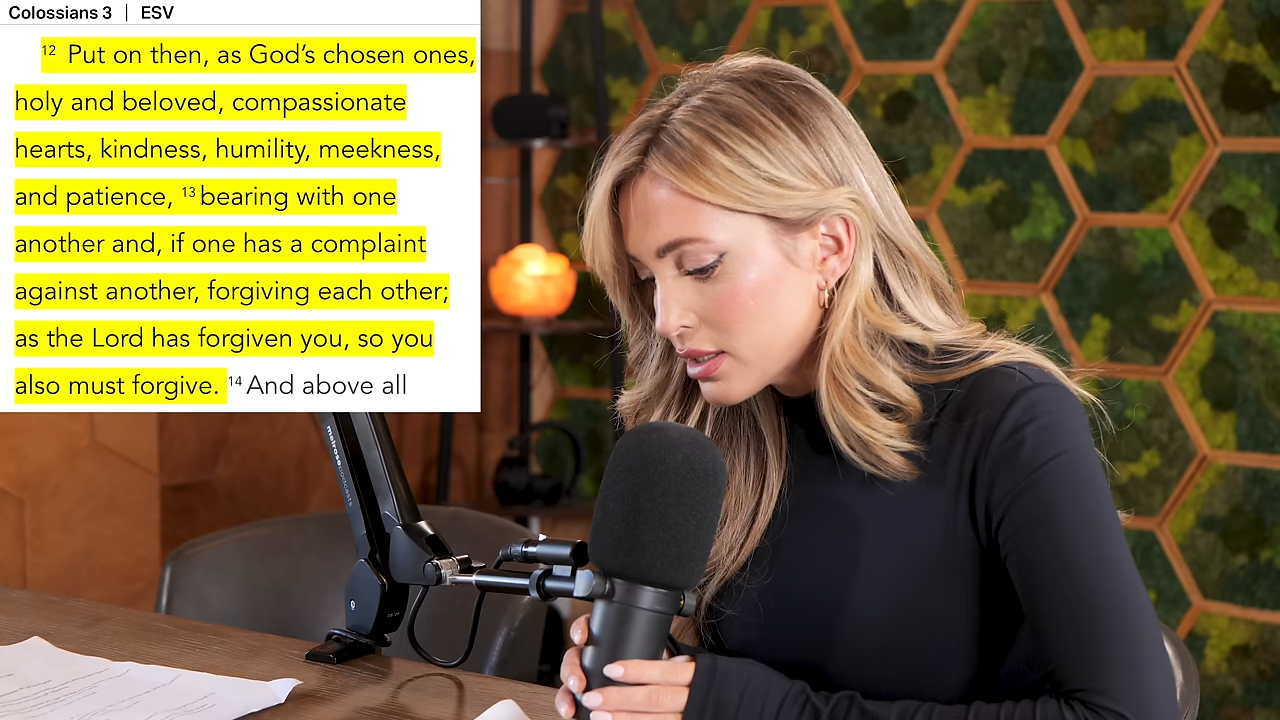 Colossians 3 | ESV
12 Put on then, as God’s chosen ones,
holy and beloved, compassionate
hearts, kindness, humility, meekness,
and patience, 13 bearing with one
another and, if one has a complaint
against another, forgiving each other;
as the Lord has forgiven you, so you
also must forgive. 14 And above all
melrosepodcasts